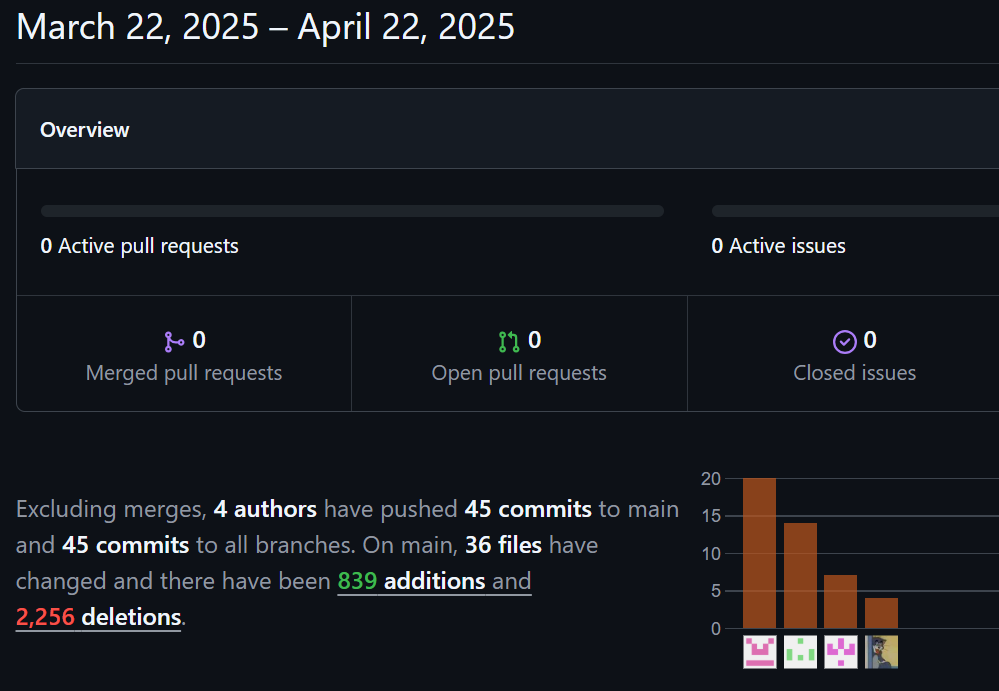 March 22, 2025 – April 22, 2025
Overview
0 Active pull requests
0 Active issues
0
Merged pull requests
0
Open pull requests
0
Closed issues
Excluding merges, 4 authors have pushed 45 commits to main
and 45 commits to all branches. On main, 36 files have
changed and there have been 839 additions and
2,256 deletions.
20
15
10
5
0